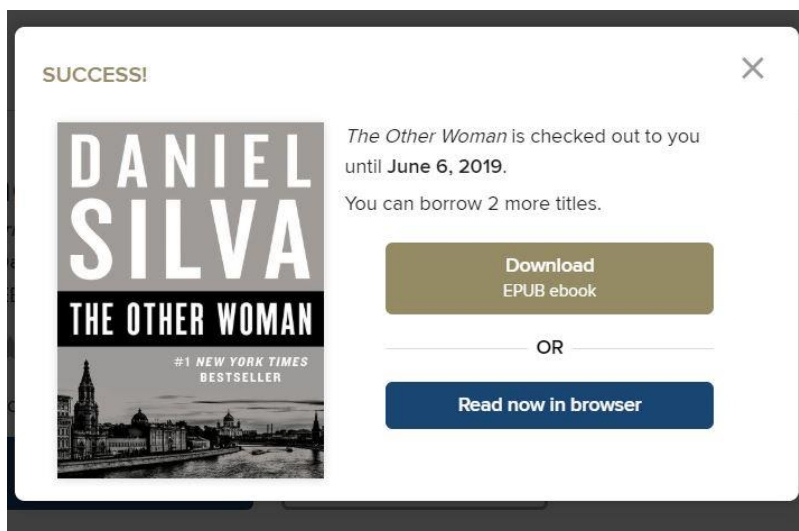 SUCCESS!
DANIEL
SILVA
THE OTHER WOMAN
#1 NEW YORK TIMES
BESTSELLER
The Other Woman is checked out to you
until June 6, 2019.
You can borrow 2 more titles.
Download
EPUB ebook
OR
Read now in browser